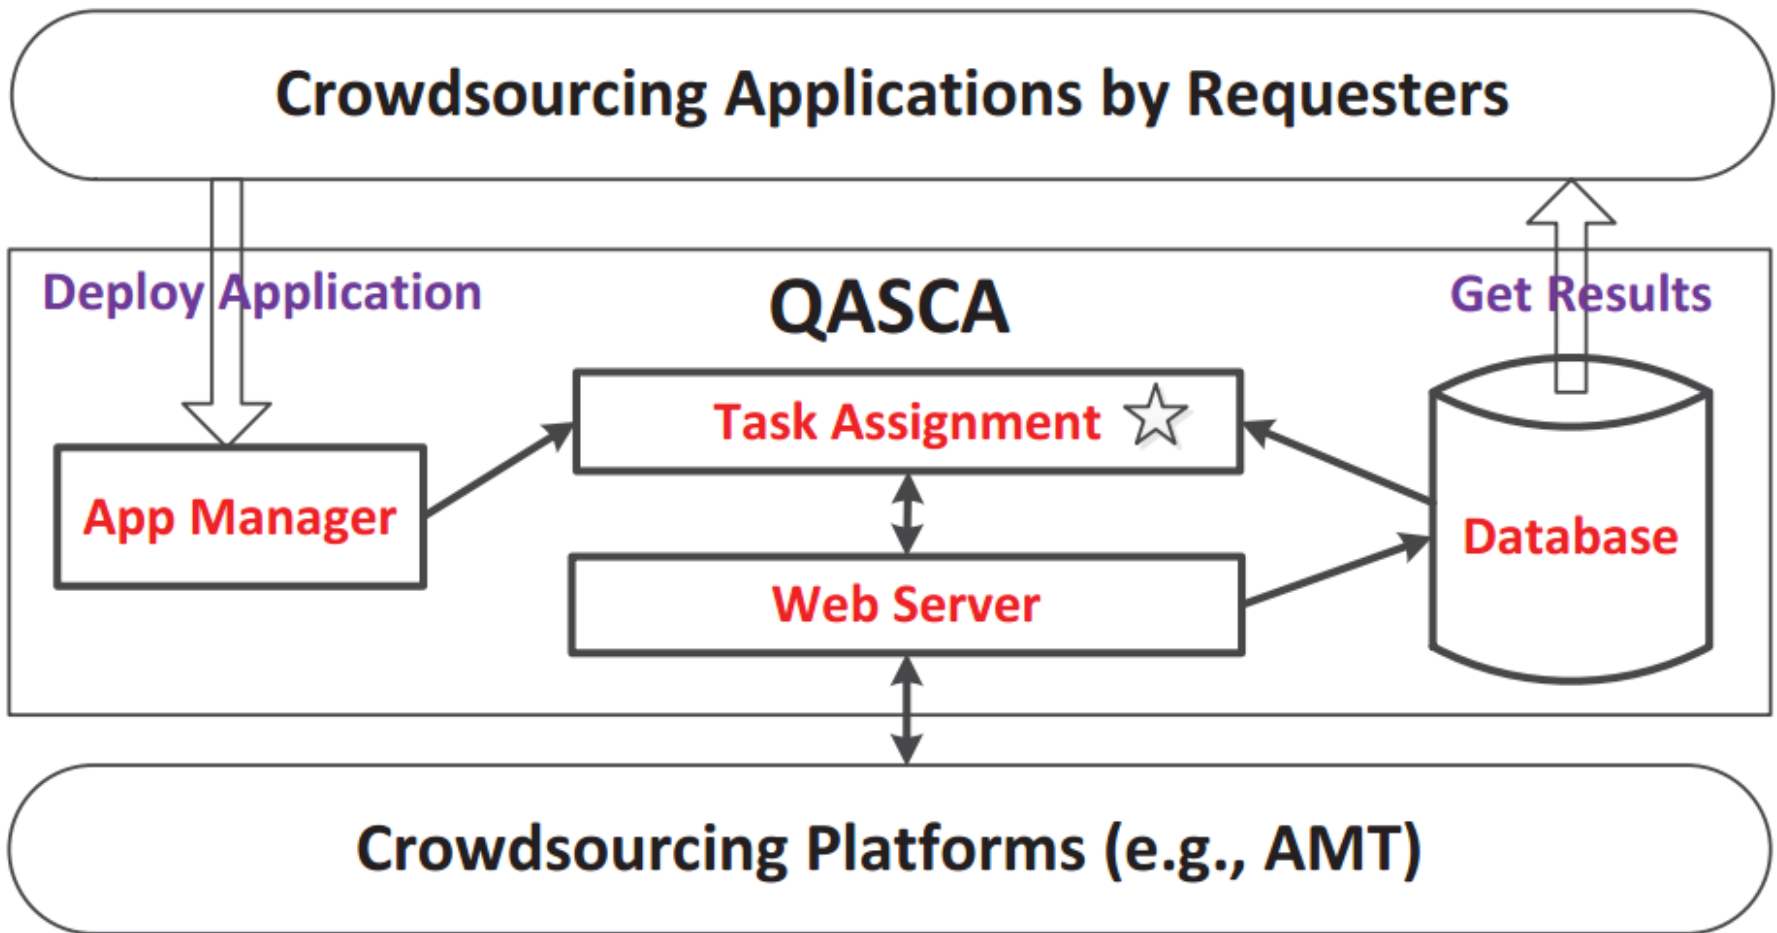 Crowdsourcing Applications by Requesters
Deploy Application
QASCA
Get Results
Task Assignment
App Manager
Database
Web Server
Crowdsourcing Platforms (e.g., AMT)